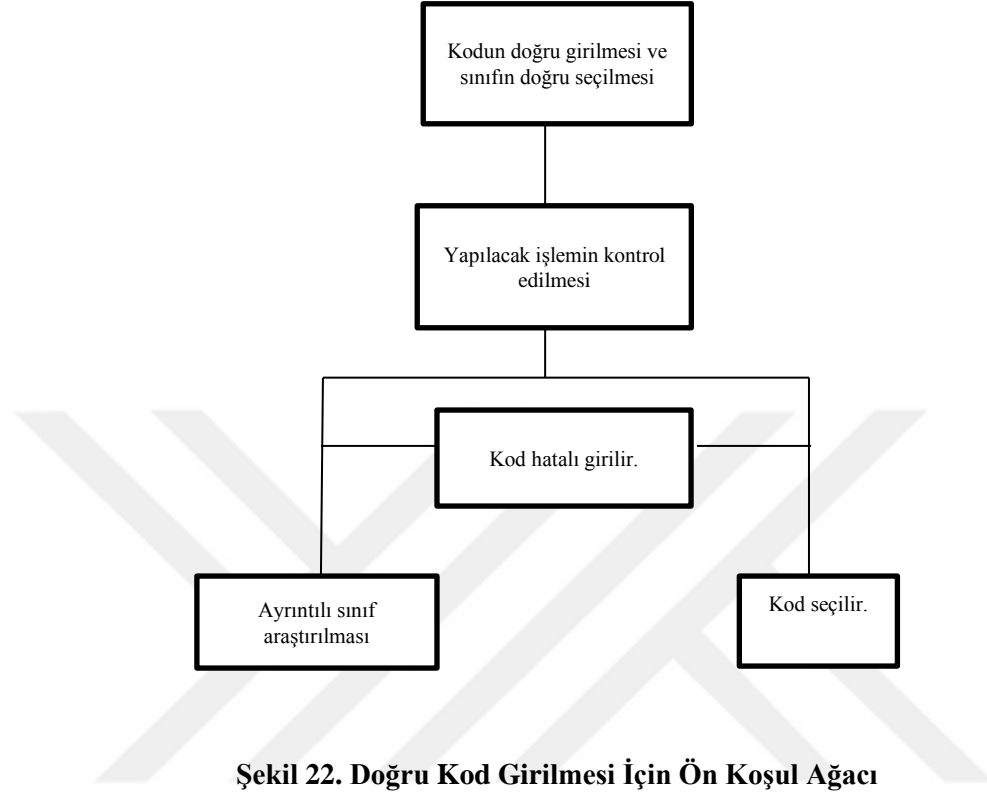 Kodun doğru girilmesi ve
sınıfın doğru seçilmesi
Yapılacak işlemin kontrol
edilmesi
Kod hatalı girilir.
Ayrıntılı sınıf
araştırılması
Kod seçilir.
Şekil 22. Doğru Kod Girilmesi İçin Ön Koşul Ağacı